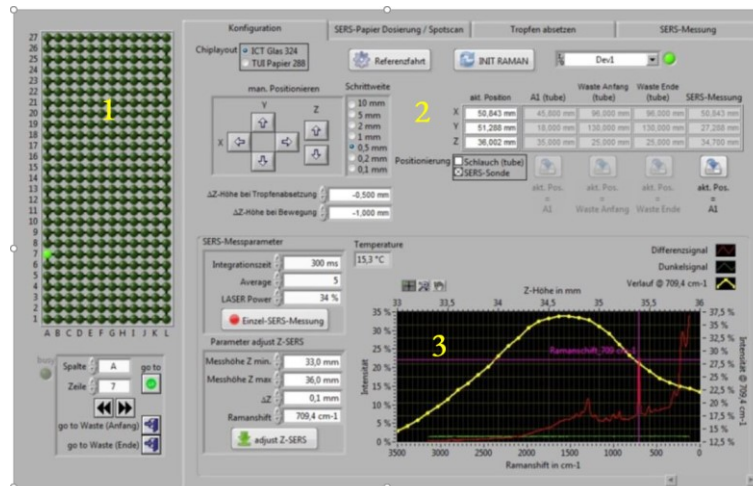 Konfiguration
SERS-Papier Dosierung / Spotscan
Tropfen absetzen
SERS-Messung
Chiplayout
ICT Glas 324
TUI Papier 288
Referenzfahrt
INIT RAMAN
Dev1
27
26
25
24
23
22
21
20
19
18
17
16
15
14
13
12
11
10
9
8
7
6
5
4
3
2
1
A B C D E F G H I J K L
1
man. Positionieren
Y
Z
X
Schrittweite
10 mm
5 mm
2 mm
1 mm
0,5 mm
0,2 mm
0,1 mm
2
akt. Position
A1 (tube)
Waste Anfang (tube)
Waste Ende (tube)
SERS-Messung
X 50,843 mm 45,800 mm 96,000 mm 96,000 mm 50,843 mm
Y 51,288 mm 18,000 mm 130,000 mm 130,000 mm 27,288 mm
Z 36,002 mm 35,000 mm 25,000 mm 25,000 mm 34,700 mm
Positionierung
Schlauch (tube)
SERS-Sonde
akt. Pos. = A1
akt. Pos. = Waste Anfang
akt. Pos. = Waste Ende
akt. Pos. = A1
ΔZ-Höhe bei Tropfenabsetzung -0,500 mm
ΔZ-Höhe bei Bewegung -1,000 mm
busy
Spalte A
go to
Zeile 7
go to Waste (Anfang)
go to Waste (Ende)
SERS-Messparameter
Integrationszeit 300 ms
Average 5
LASER Power 34 %
Einzel-SERS-Messung
Parameter adjust Z-SERS
Messhöhe Z min. 33,0 mm
Messhöhe Z max 36,0 mm
ΔZ 0,1 mm
Ramanshift 709,4 cm-1
adjust Z-SERS
Temperature
15,3 °C
Differenzsignal
Dunkelsignal
Verlauf @ 709,4 cm-1
Z-Höhe in mm
33 33,5 34 34,5 35 35,5 36
35 %
30 %
25 %
20 %
15 %
10 %
5 %
0 %
Intensität
3
Ramanshift_709 cm-1
37,5 %
35 %
32,5 %
30 %
27,5 %
25 %
22,5 %
20 %
17,5 %
15 %
12,5 %
Intensität @ 709,4 cm-1
3500 3000 2500 2000 1500 1000 500 0
Ramanshift in cm-1